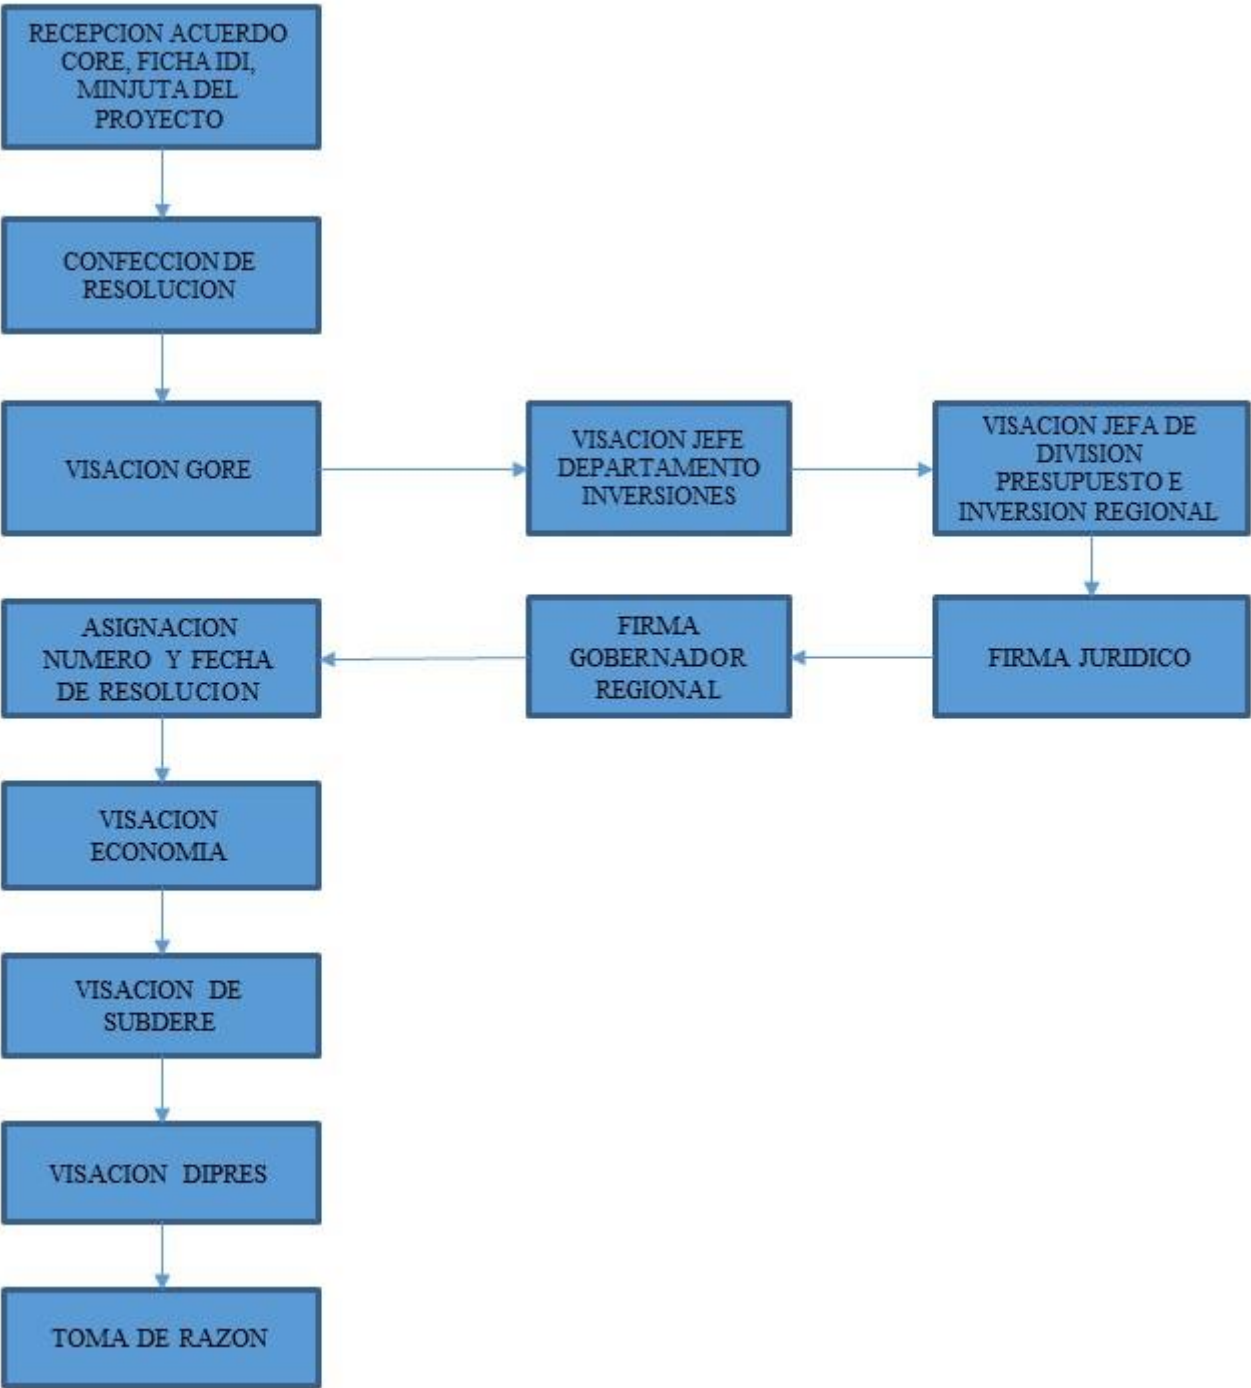 RECEPCION ACUERDO
CORE, FICHA IDI,
MINJUTA DEL
PROYECTO
CONFECCION DE
RESOLUCION
VISACION GORE
VISACION JEFE
DEPARTAMENTO
INVERSIONES
VISACION JEFA DE
DIVISION
PRESUPUESTO E
INVERSION REGIONAL
FIRMA JURIDICO
FIRMA
GOBERNADOR
REGIONAL
ASIGNACION
NUMERO Y FECHA
DE RESOLUCION
VISACION
ECONOMIA
VISACION DE
SUBDERE
VISACION DIPRES
TOMA DE RAZON